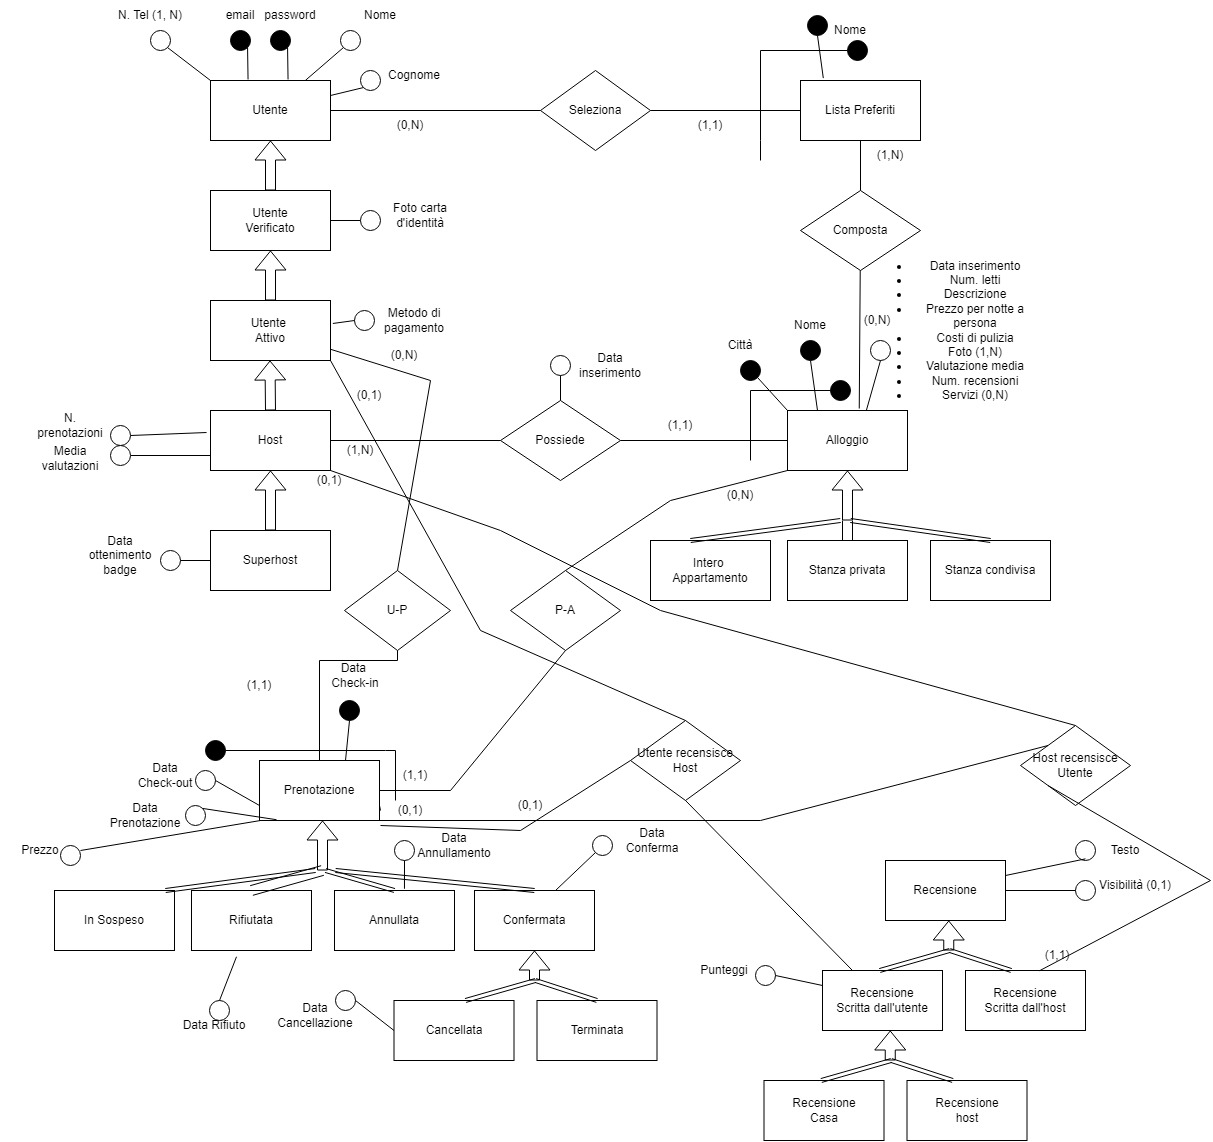 N. Tel (1, N)
email
password
Nome
Cognome
Utente
(0,N)
Seleziona
(1,1)
Nome
Lista Preferiti
(1,N)
Utente
Verificato
Foto carta
d'identità
Composta
Data inserimento
Num. letti
Descrizione
Prezzo per notte a
persona
Costi di pulizia
Foto (1,N)
Valutazione media
Num. recensioni
Servizi (0,N)
(0,N)
Utente
Attivo
Metodo di
pagamento
(0,N)
(0,1)
Data
inserimento
Città
Nome
N.
prenotazioni
Media
valutazioni
Host
(1,N)
(0,1)
Possiede
(1,1)
Alloggio
(0,N)
Data
ottenimento
badge
Superhost
Intero
Appartamento
Stanza privata
Stanza condivisa
U-P
P-A
(1,1)
Data
Check-in
Data
Check-out
Data
Prenotazione
Prezzo
Prenotazione
(1,1)
(0,1)
(0,1)
Utente recensisce
Host
Host recensisce
Utente
Data
Annullamento
Data
Conferma
In Sospeso
Rifiutata
Annullata
Confermata
Data Rifiuto
Data
Cancellazione
Cancellata
Terminata
Recensione
Testo
Visibilità (0,1)
(1,1)
Punteggi
Recensione
Scritta dall'utente
Recensione
Scritta dall'host
Recensione
Casa
Recensione
host